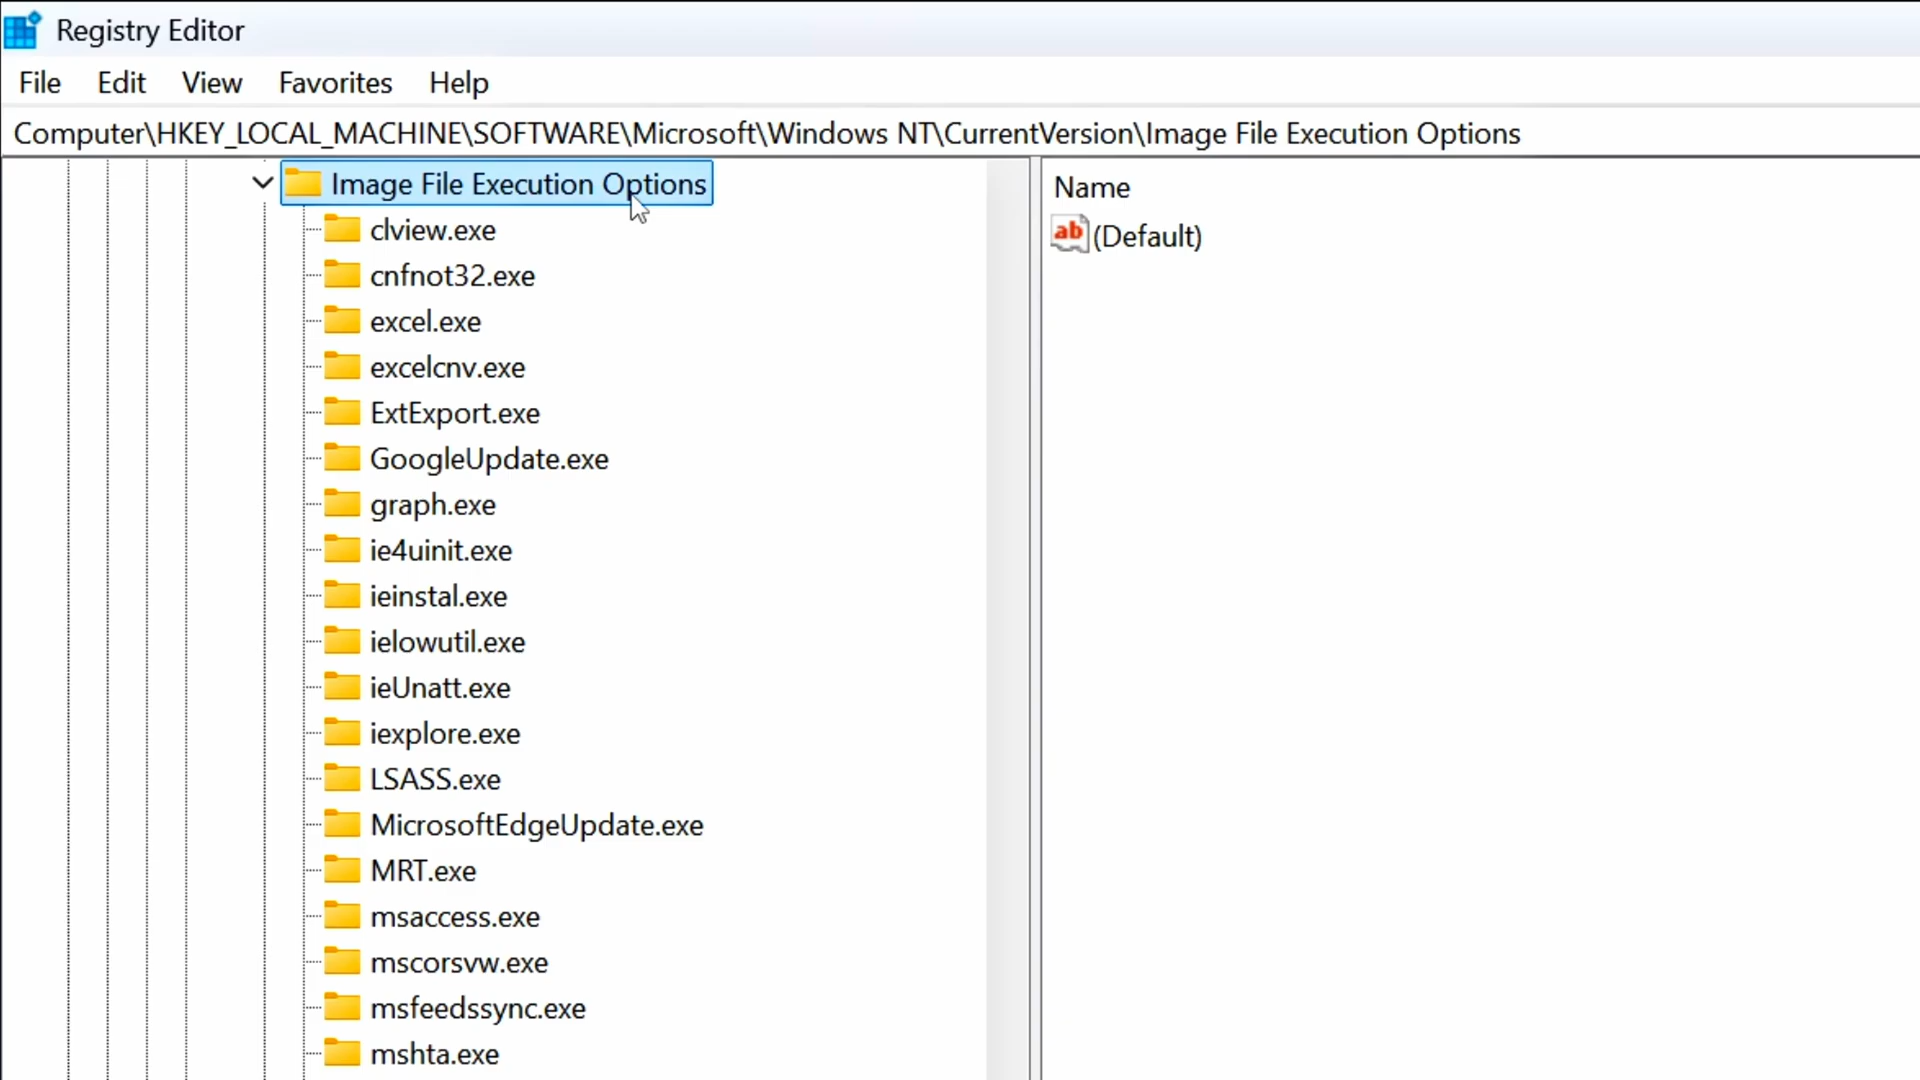 Registry Editor
File Edit View Favorites Help
Computer\HKEY_LOCAL_MACHINE\SOFTWARE\Microsoft\Windows NT\CurrentVersion\Image File Execution Options
Image File Execution Options
clview.exe
cnfnot32.exe
excel.exe
excelcnv.exe
ExtExport.exe
GoogleUpdate.exe
graph.exe
ie4uinit.exe
ieinstal.exe
ielowutil.exe
ieUnatt.exe
iexplore.exe
LSASS.exe
MicrosoftEdgeUpdate.exe
MRT.exe
msaccess.exe
mscorsvw.exe
msfeedssync.exe
mshta.exe
Name
ab (Default)